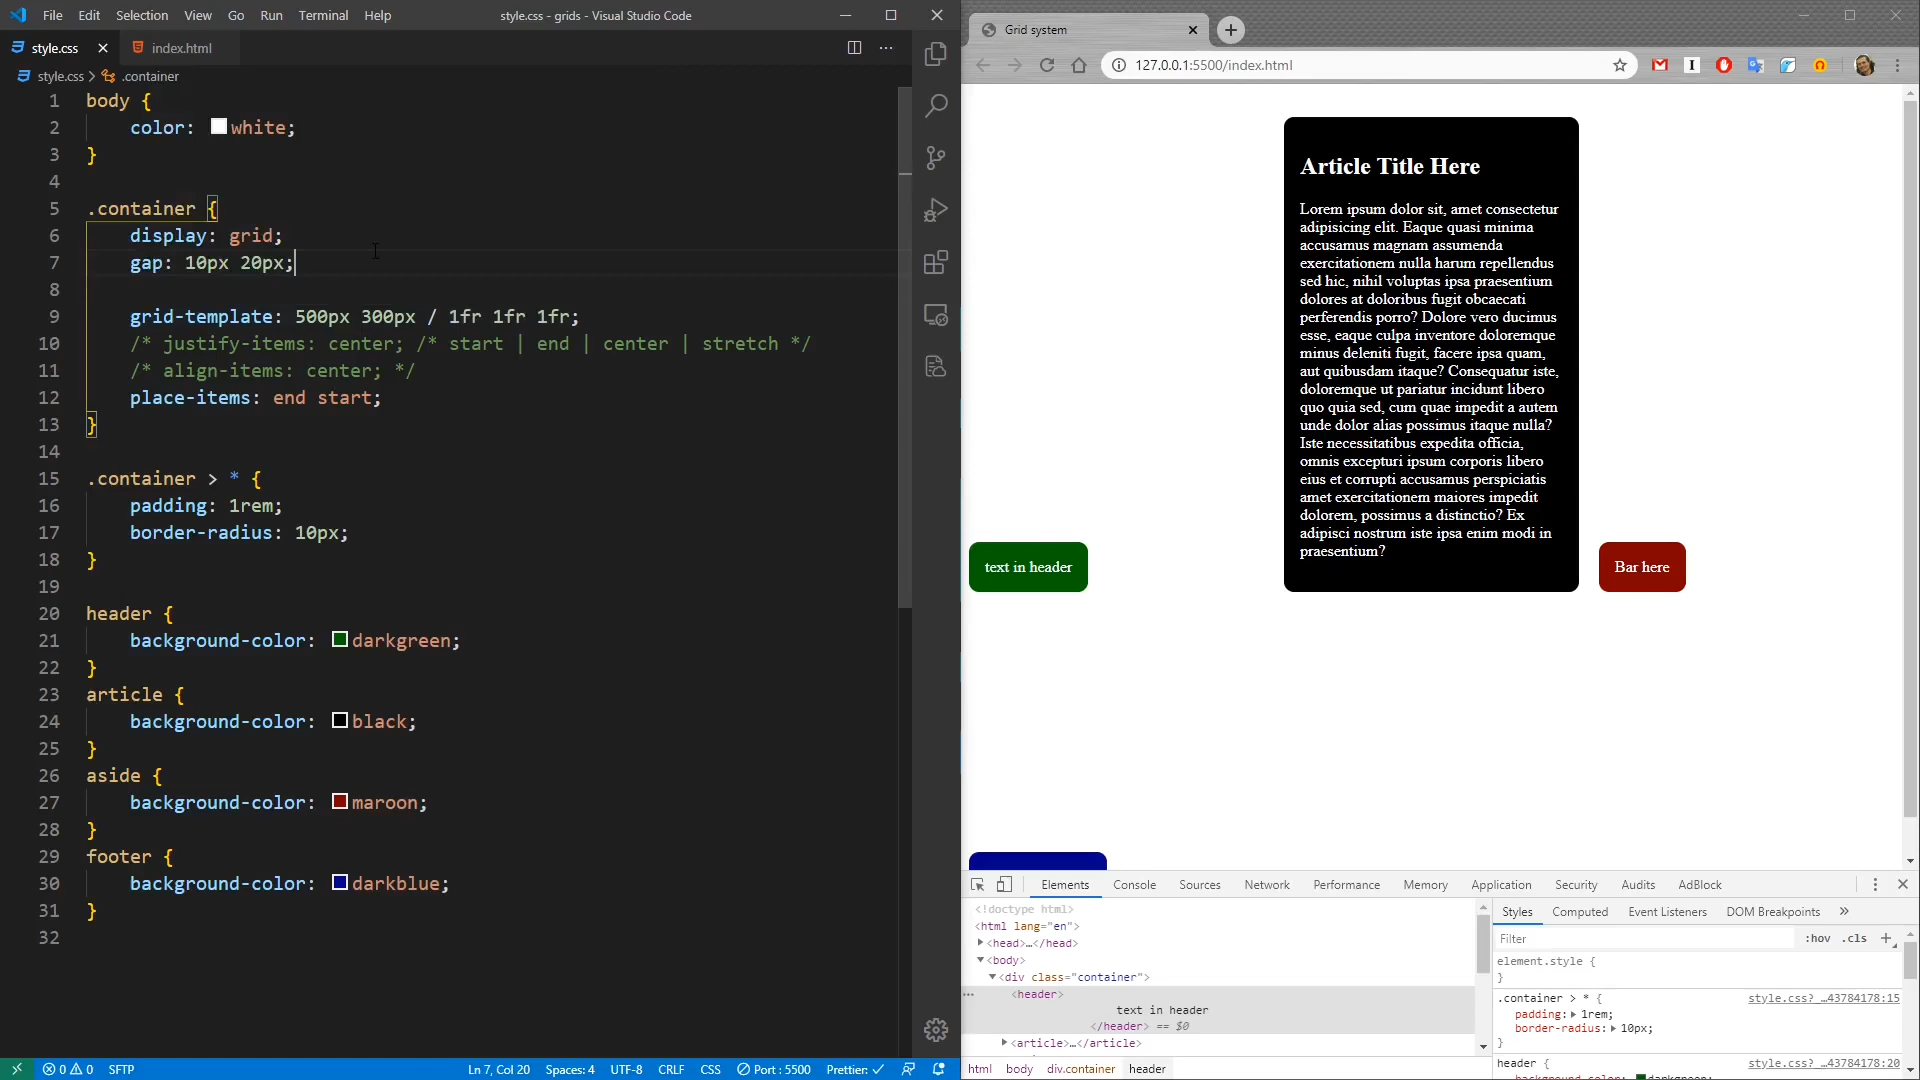 File Edit Selection View Go Run Terminal Help style.css - grids - Visual Studio Code
style.css index.html
style.css > .container
1 body {
2 color: white;
3 }
4
5 .container {
6 display: grid;
7 gap: 10px 20px;
8
9 grid-template: 500px 300px / 1fr 1fr 1fr;
10 /* justify-items: center; /* start | end | center | stretch */
11 /* align-items: center; */
12 place-items: end start;
13 }
14
15 .container > * {
16 padding: 1rem;
17 border-radius: 10px;
18 }
19
20 header {
21 background-color: darkgreen;
22 }
23 article {
24 background-color: black;
25 }
26 aside {
27 background-color: maroon;
28 }
29 footer {
30 background-color: darkblue;
31 }
32
0 0 SFTP Ln 7, Col 20 Spaces: 4 UTF-8 CRLF CSS Port : 5500 Prettier: ✓
Grid system
127.0.0.1:5500/index.html
Article Title Here
Lorem ipsum dolor sit, amet consectetur
adipisicing elit. Eaque quasi minima
accusamus magnam assumenda
exercitationem nulla harum repellendus
sed hic, nihil voluptas ipsa praesentium
dolores at doloribus fugit obcaecati
perferendis porro? Dolore vero ducimus
esse, eaque culpa inventore doloremque
minus deleniti fugit, facere ipsa quam,
aut quibusdam itaque? Consequatur iste,
doloremque ut pariatur incidunt libero
quo quia sed, cum quae impedit a autem
unde dolor alias possimus itaque nulla?
Iste necessitatibus expedita officia,
omnis excepturi ipsum corporis libero
eius et corrupti accusamus perspiciatis
amet exercitationem maiores impedit
dolorem, possimus a distinctio? Ex
adipisci nostrum iste ipsa enim modi in
praesentium?
text in header
Bar here
Elements Console Sources Network Performance Memory Application Security Audits AdBlock
<!doctype html>
<html lang="en">
<head>…</head>
<body>
<div class="container">
<header>
text in header
</header> == $0
<article>…</article>
html body div.container header
Styles Computed Event Listeners DOM Breakpoints »
Filter :hov .cls +
element.style {
}
.container > * { style.css?_…43784178:15
padding: 1rem;
border-radius: 10px;
}
header { style.css?_…43784178:20
background-color: darkgreen;